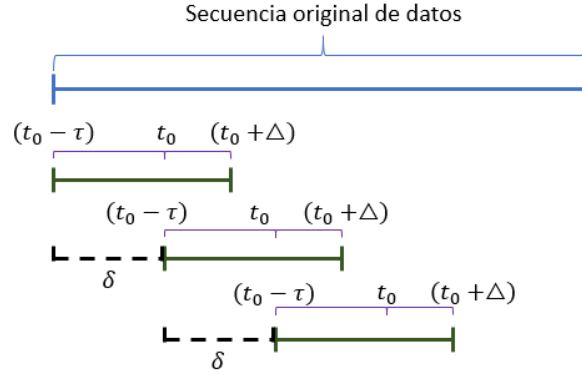 Secuencia original de datos
(t₀ − τ) t₀ (t₀ + △)
(t₀ − τ) t₀ (t₀ + △)
δ
(t₀ − τ) t₀ (t₀ + △)
δ